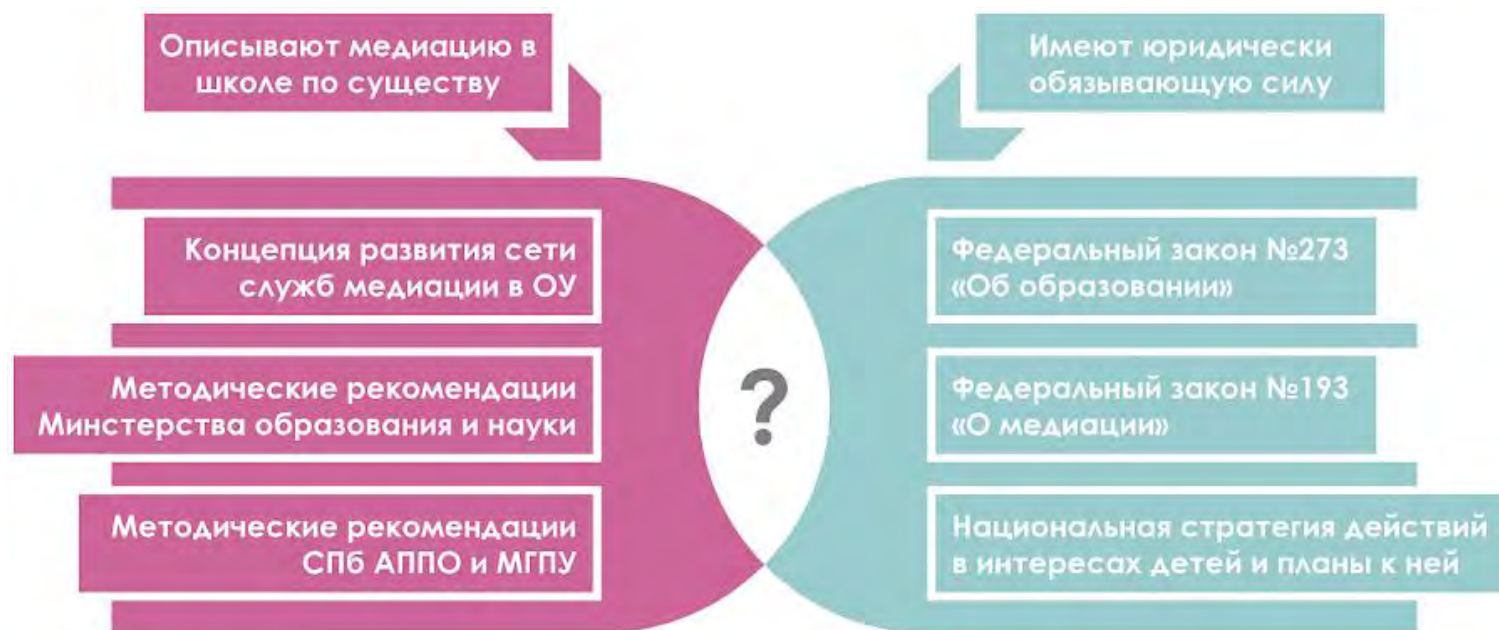 Описывают медиацию в
школе по существу
Концепция развития сети
служб медиации в ОУ
Методические рекомендации
Минстерства образования и науки
Методические рекомендации
СПб АППО и МГПУ
?
Имеют юридически
обязывающую силу
Федеральный закон №273
«Об образовании»
Федеральный закон №193
«О медиации»
Национальная стратегия действий
в интересах детей и планы к ней